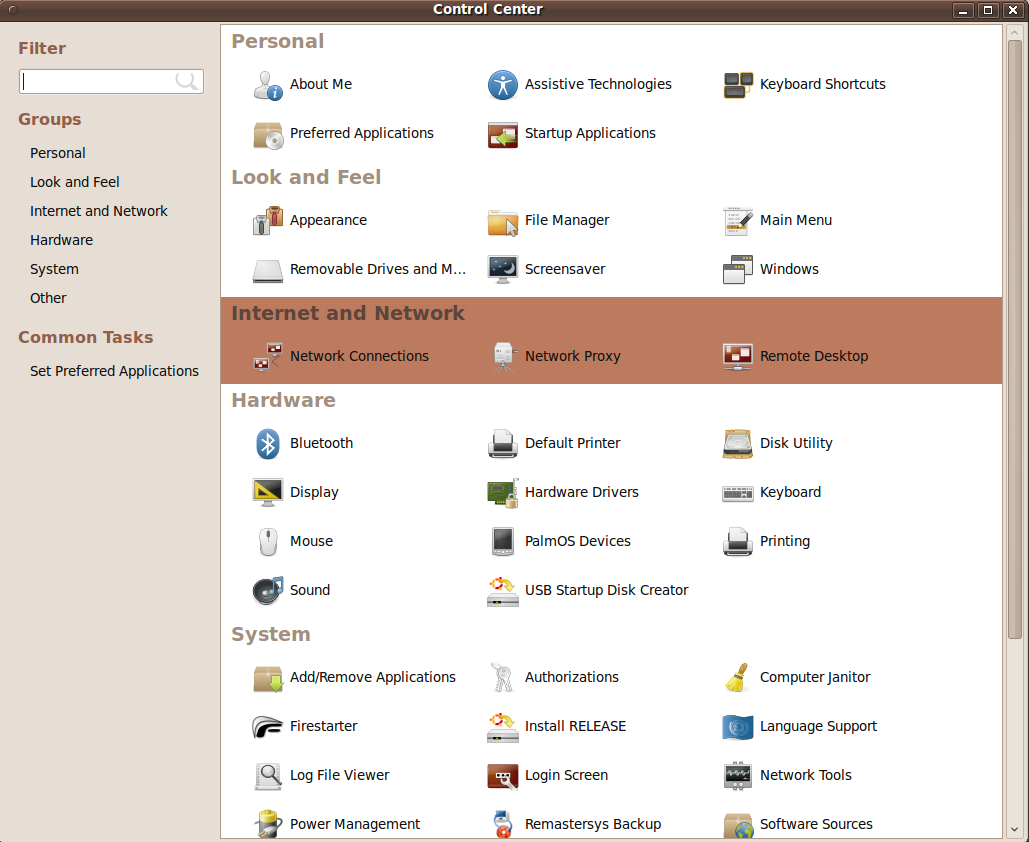 Control Center
Filter
Groups
Personal
Look and Feel
Internet and Network
Hardware
System
Other
Common Tasks
Set Preferred Applications
Personal
About Me
Assistive Technologies
Keyboard Shortcuts
Preferred Applications
Startup Applications
Look and Feel
Appearance
File Manager
Main Menu
Removable Drives and M...
Screensaver
Windows
Internet and Network
Network Connections
Network Proxy
Remote Desktop
Hardware
Bluetooth
Default Printer
Disk Utility
Display
Hardware Drivers
Keyboard
Mouse
PalmOS Devices
Printing
Sound
USB Startup Disk Creator
System
Add/Remove Applications
Authorizations
Computer Janitor
Firestarter
Install RELEASE
Language Support
Log File Viewer
Login Screen
Network Tools
Power Management
Remastersys Backup
Software Sources